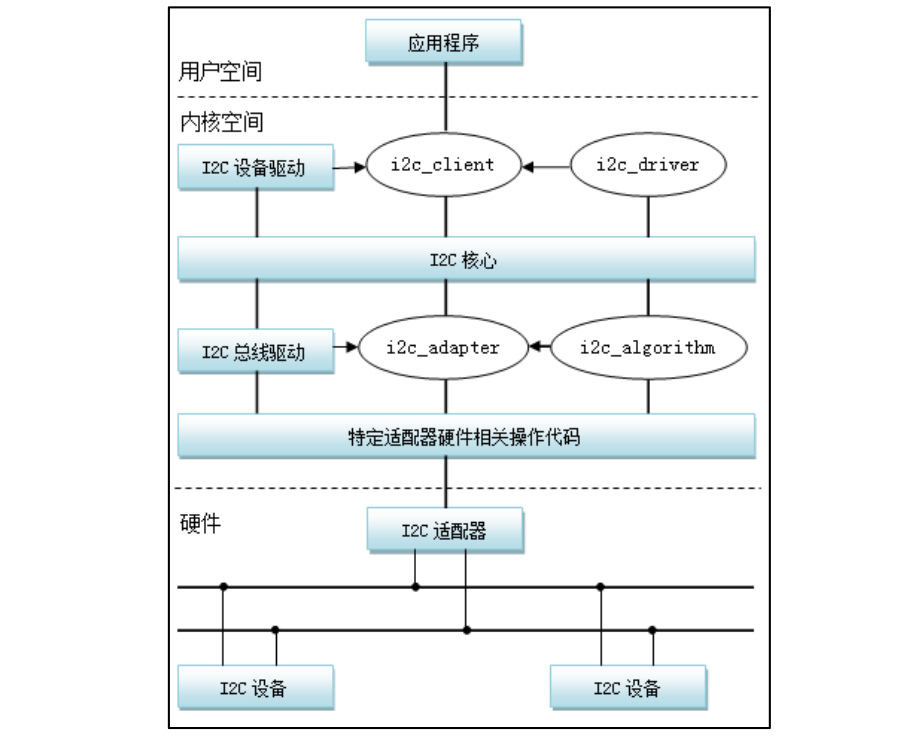 应用程序
用户空间
内核空间
I2C 设备驱动
i2c_client
i2c_driver
I2C 核心
I2C 总线驱动
i2c_adapter
i2c_algorithm
特定适配器硬件相关操作代码
硬件
I2C 适配器
I2C 设备
I2C 设备